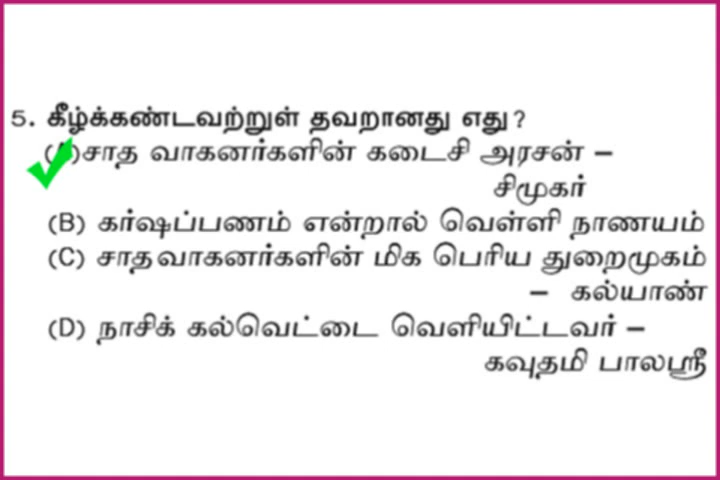 5. கீழ்க்கண்டவற்றுள் தவறானது எது?
(A)சாத வாகனர்களின் கடைசி அரசன் –
சிமுகர்
(B) கர்ஷப்பணம் என்றால் வெள்ளி நாணயம்
(C) சாதவாகனர்களின் மிக பெரிய துறைமுகம்
– கல்யாண்
(D) நாசிக் கல்வெட்டை வெளியிட்டவர் –
கவுதமி பாலஸ்ரீ